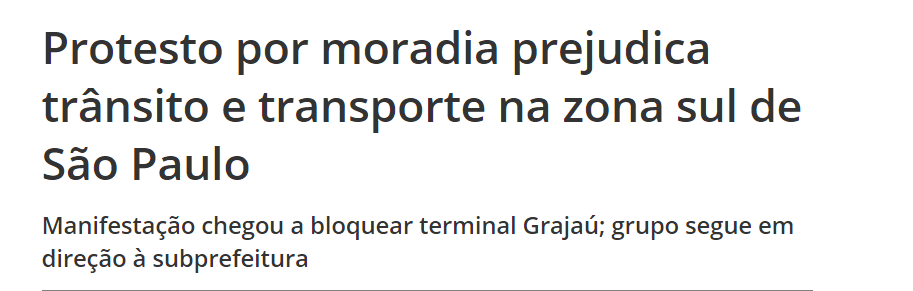 Protesto por moradia prejudica
trânsito e transporte na zona sul de
São Paulo
Manifestação chegou a bloquear terminal Grajaú; grupo segue em
direção à subprefeitura